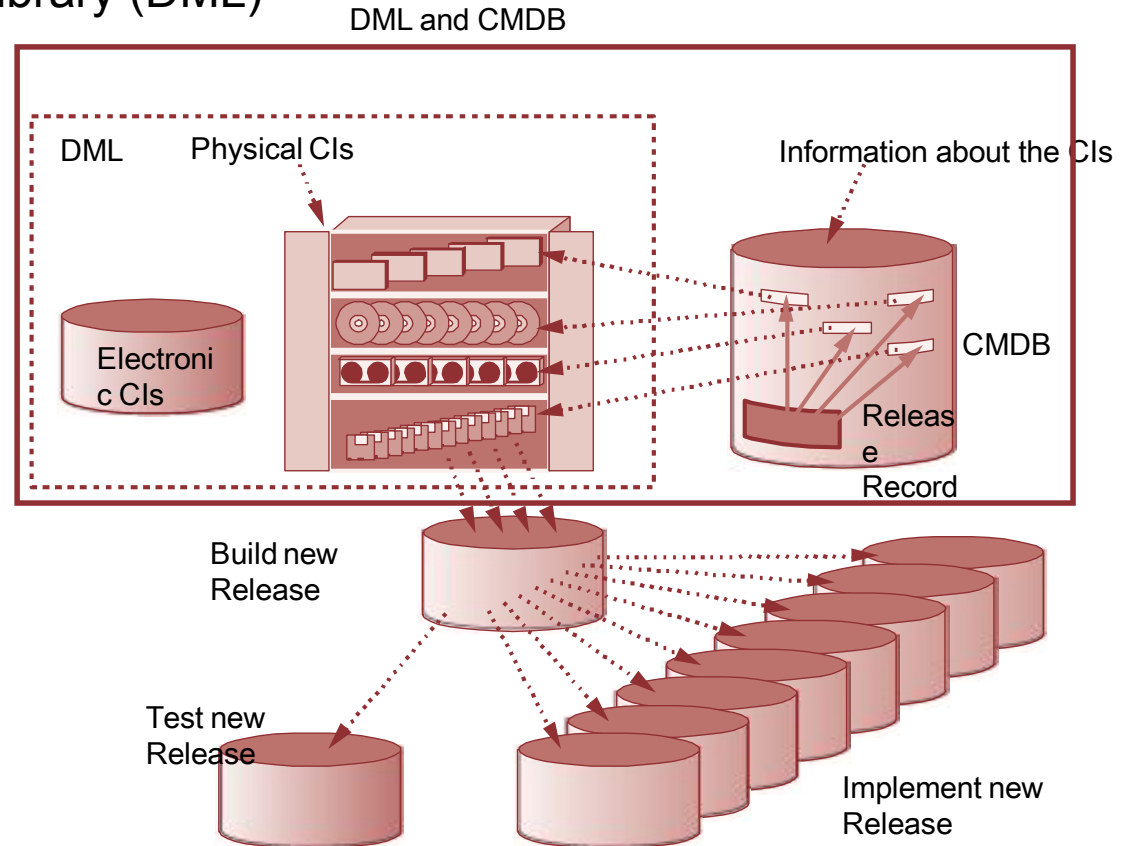 ibrary (DML)
DML and CMDB
DML
Physical CIs
Information about the CIs
Electroni
c CIs
CMDB
Releas
e
Record
Build new
Release
Test new
Release
Implement new
Release